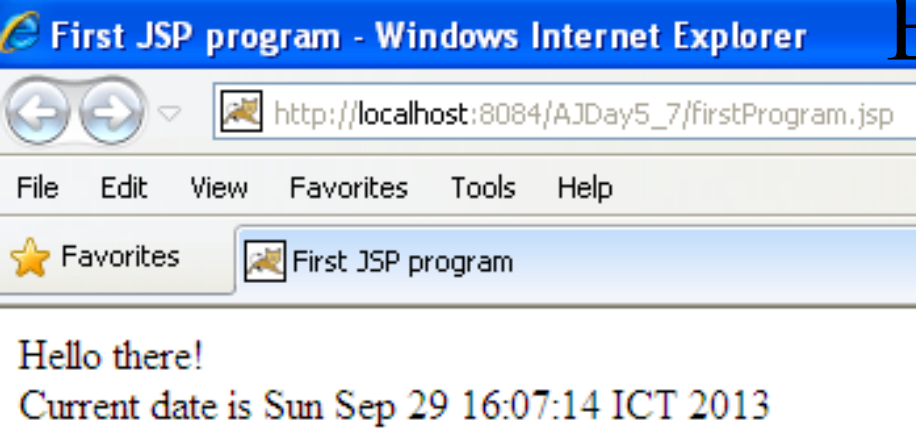 First JSP program - Windows Internet Explorer
http://localhost:8084/AJDay5_7/firstProgram.jsp
File Edit View Favorites Tools Help
Favorites First JSP program
Hello there!
Current date is Sun Sep 29 16:07:14 ICT 2013